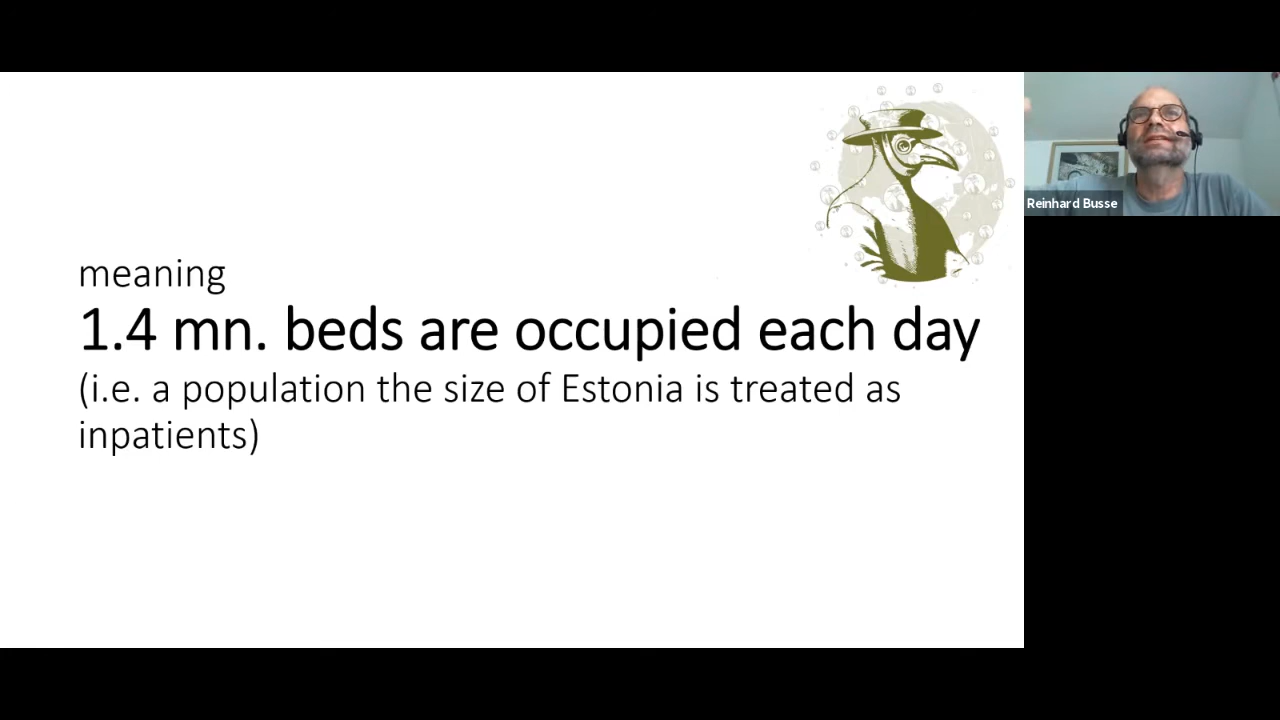 meaning
1.4 mn. beds are occupied each day
(i.e. a population the size of Estonia is treated as
inpatients)
Reinhard Busse